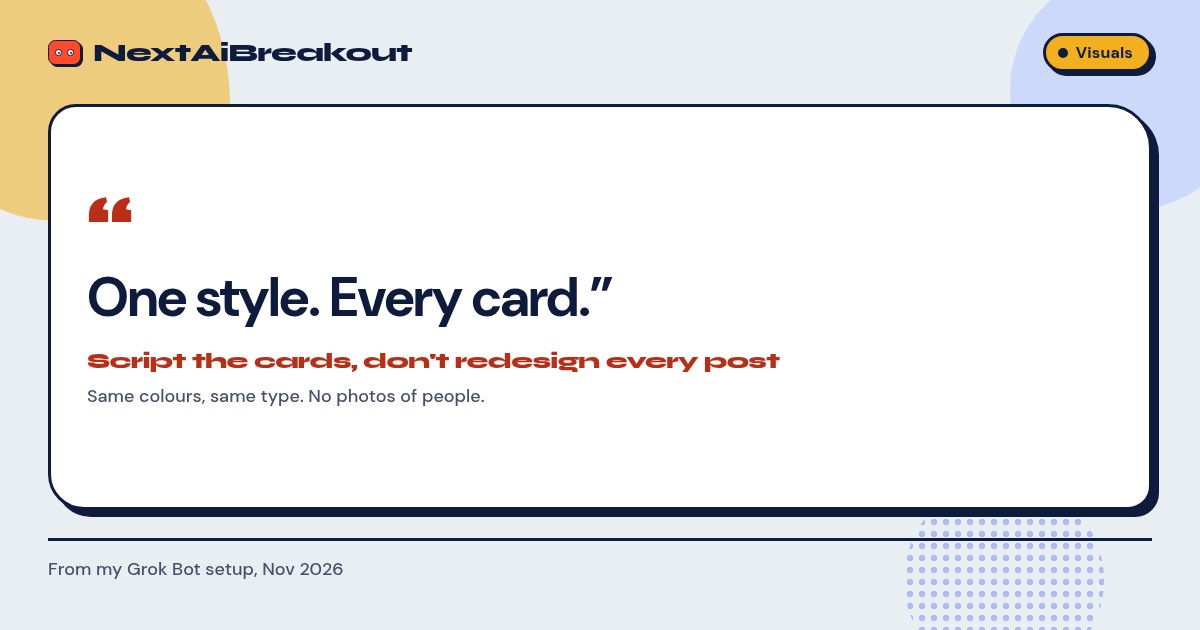 NextAiBreakout
Visuals
“
One style. Every card.”
Script the cards, don't redesign every post
Same colours, same type. No photos of people.
From my Grok Bot setup, Nov 2026